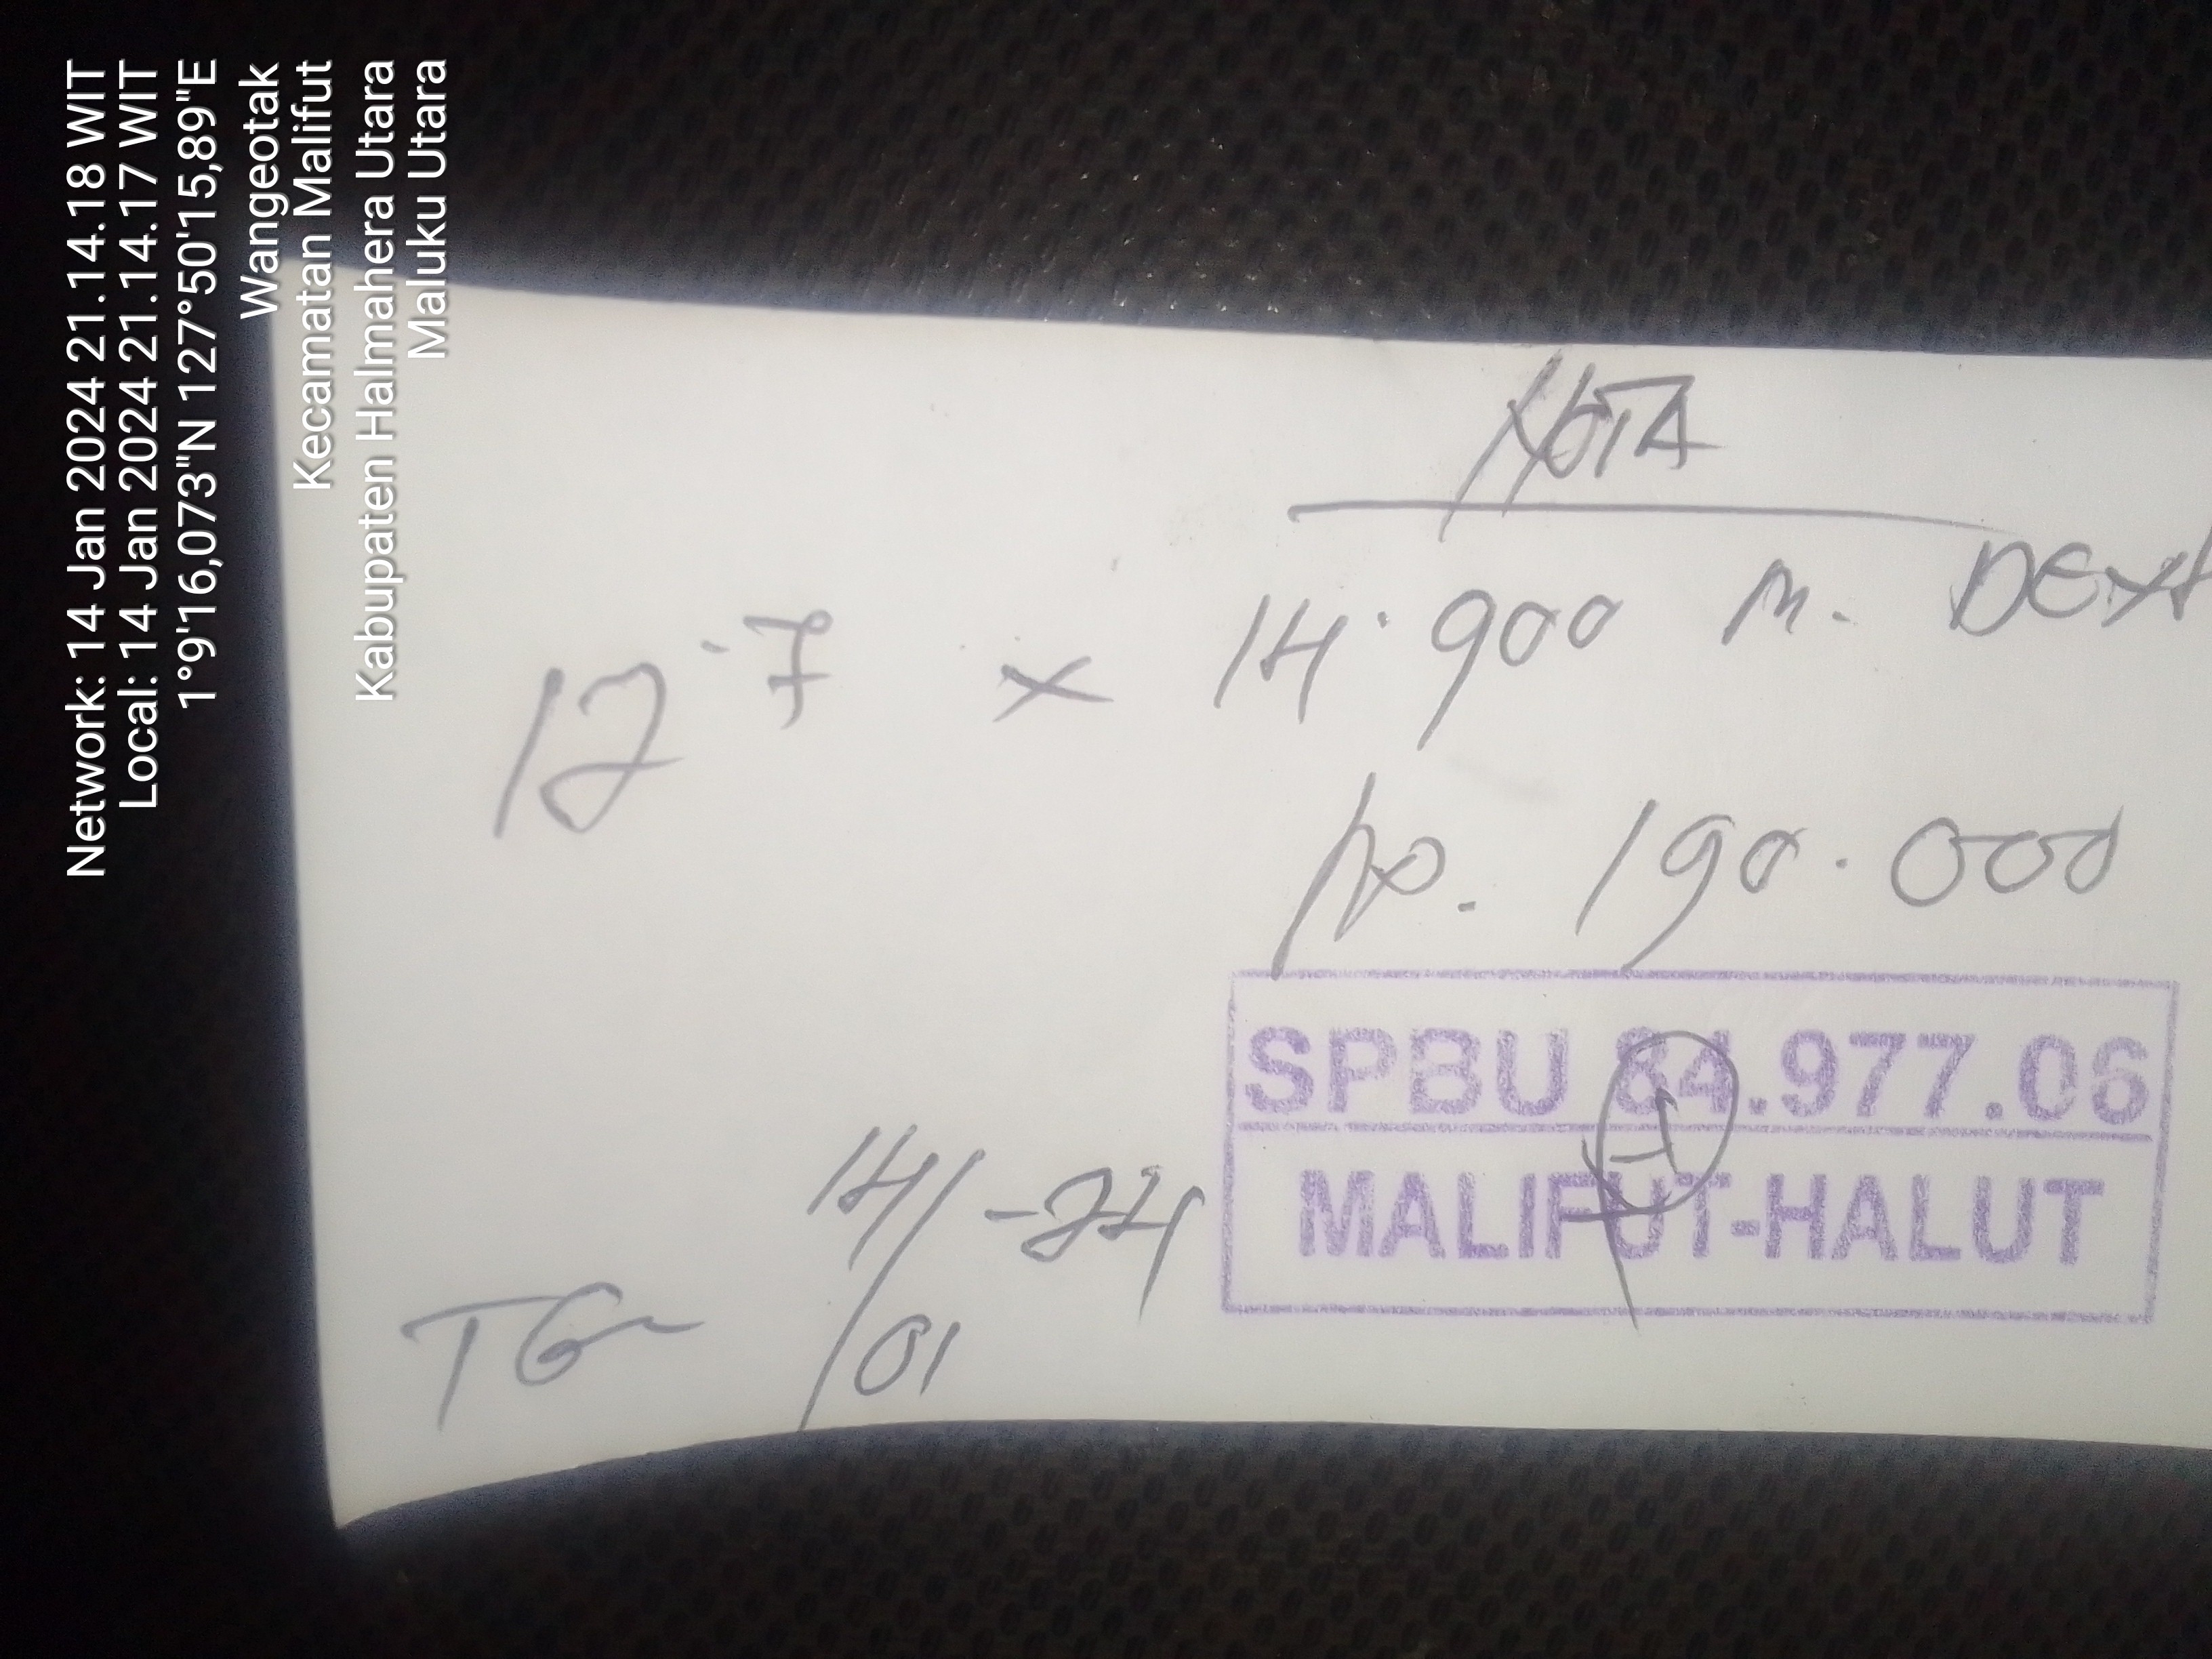 Network: 14 Jan 2024 21.14.18 WIT
Local: 14 Jan 2024 21.14.17 WIT
1°9'16,073"N 127°50'15,89"E
Wangeotak
Kecamatan Malifut
Kabupaten Halmahera Utara
Maluku Utara
NOTA
12.7 x 14.900 M. DEXt
Rp. 190.000
SPBU 84.977.06
MALIFUT-HALUT
TG 14/01-24